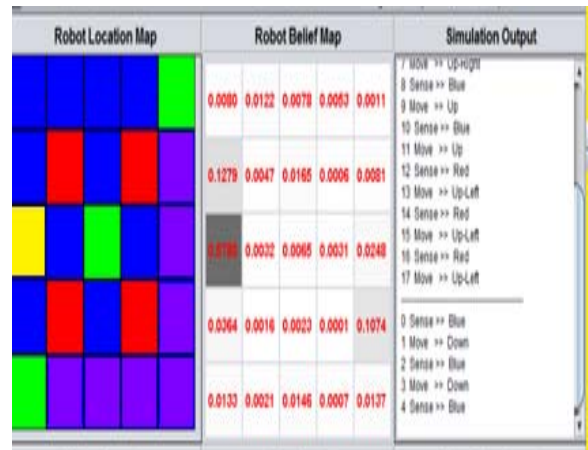 Robot Location Map
Robot Belief Map
Simulation Output
0.0080 0.0122 0.0078 0.0053 0.0011
0.1279 0.0047 0.0165 0.0006 0.0081
0.0032 0.0065 0.0031 0.0248
0.0364 0.0016 0.0023 0.0001 0.1074
0.0133 0.0021 0.0146 0.0007 0.0137
7 Move >> Up-Right
8 Sense >> Blue
9 Move >> Up
10 Sense >> Blue
11 Move >> Up
12 Sense >> Red
13 Move >> Up-Left
14 Sense >> Red
15 Move >> Up-Left
16 Sense >> Red
17 Move >> Up-Left
0 Sense >> Blue
1 Move >> Down
2 Sense >> Blue
3 Move >> Down
4 Sense >> Blue